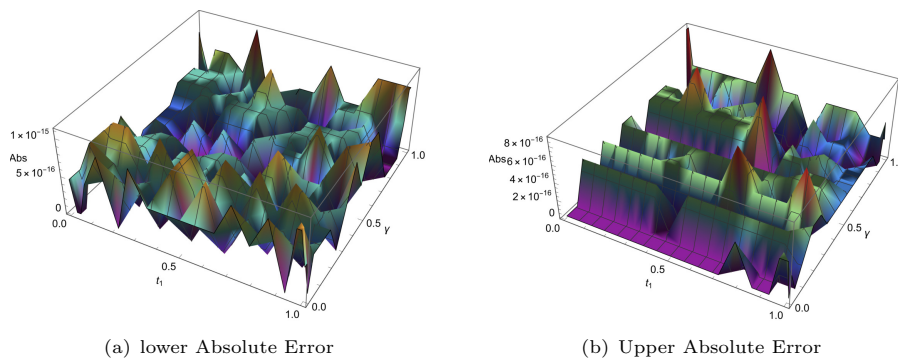 1×10⁻¹⁵
Abs
5×10⁻¹⁶
0
0.0
0.5
t₁
1.0
0.0
0.5
γ
1.0
8.×10⁻¹⁶
Abs 6.×10⁻¹⁶
4.×10⁻¹⁶
2.×10⁻¹⁶
0
0.0
0.5
t₁
1.0
0.0
0.5
γ
1.
(a) lower Absolute Error
(b) Upper Absolute Error